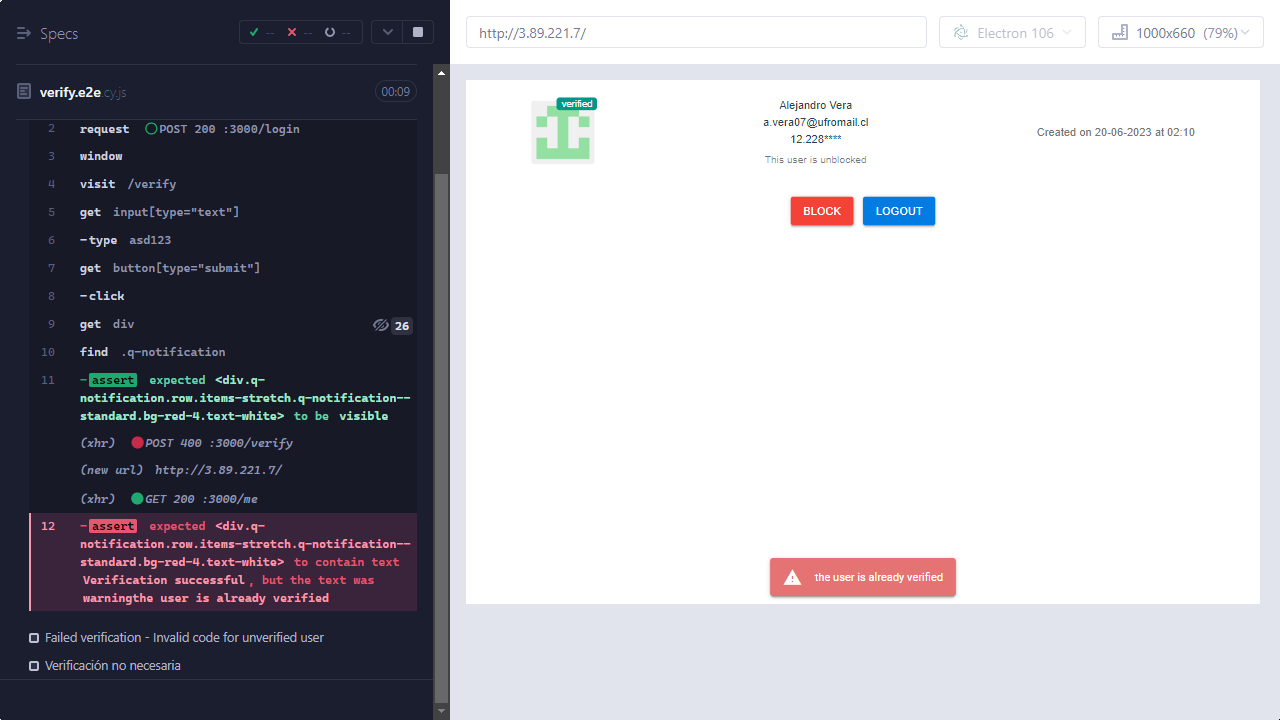 Specs
-- -- --
verify.e2e.cy.js 00:09
2 request POST 200 :3000/login
3 window
4 visit /verify
5 get input[type="text"]
6 -type asd123
7 get button[type="submit"]
8 -click
9 get div 26
10 find .q-notification
11 -assert expected <div.q-
notification.row.items-stretch.q-notification--
standard.bg-red-4.text-white> to be visible
(xhr) POST 400 :3000/verify
(new url) http://3.89.221.7/
(xhr) GET 200 :3000/me
12 -assert expected <div.q-
notification.row.items-stretch.q-notification--
standard.bg-red-4.text-white> to contain text
Verification successful, but the text was
warningthe user is already verified
Failed verification - Invalid code for unverified user
Verificación no necesaria
http://3.89.221.7/
Electron 106
1000x660 (79%)
verified
Alejandro Vera
a.vera07@ufromail.cl
12.228****
This user is unblocked
Created on 20-06-2023 at 02:10
BLOCK
LOGOUT
the user is already verified